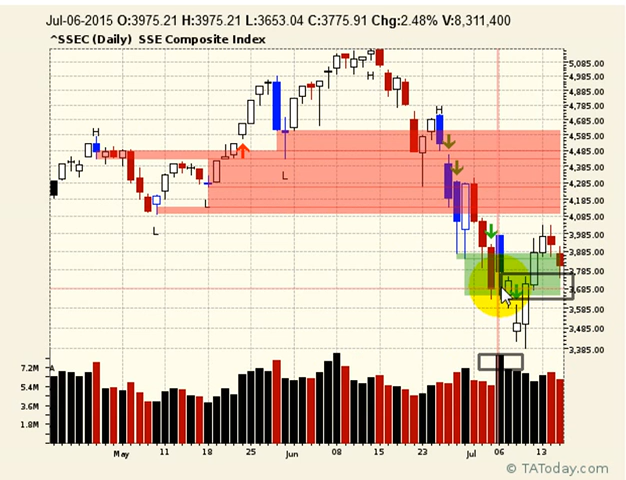 Jul-06-2015 O:3975.21 H:3975.21 L:3653.04 C:3775.91 Chg:2.48% V:8,311,400
^SSEC (Daily) SSE Composite Index
5,085.00
4,985.00
4,885.00
4,785.00
4,685.00
4,585.00
4,485.00
4,385.00
4,285.00
4,185.00
4,085.00
3,985.00
3,885.00
3,785.00
3,685.00
3,585.00
3,485.00
3,385.00
H
H
H
L
L
L
7.2M
A
5.4M
3.6M
1.8M
May 11 18 25 Jun 08 15 23 Jul 06 13
© TAToday.com